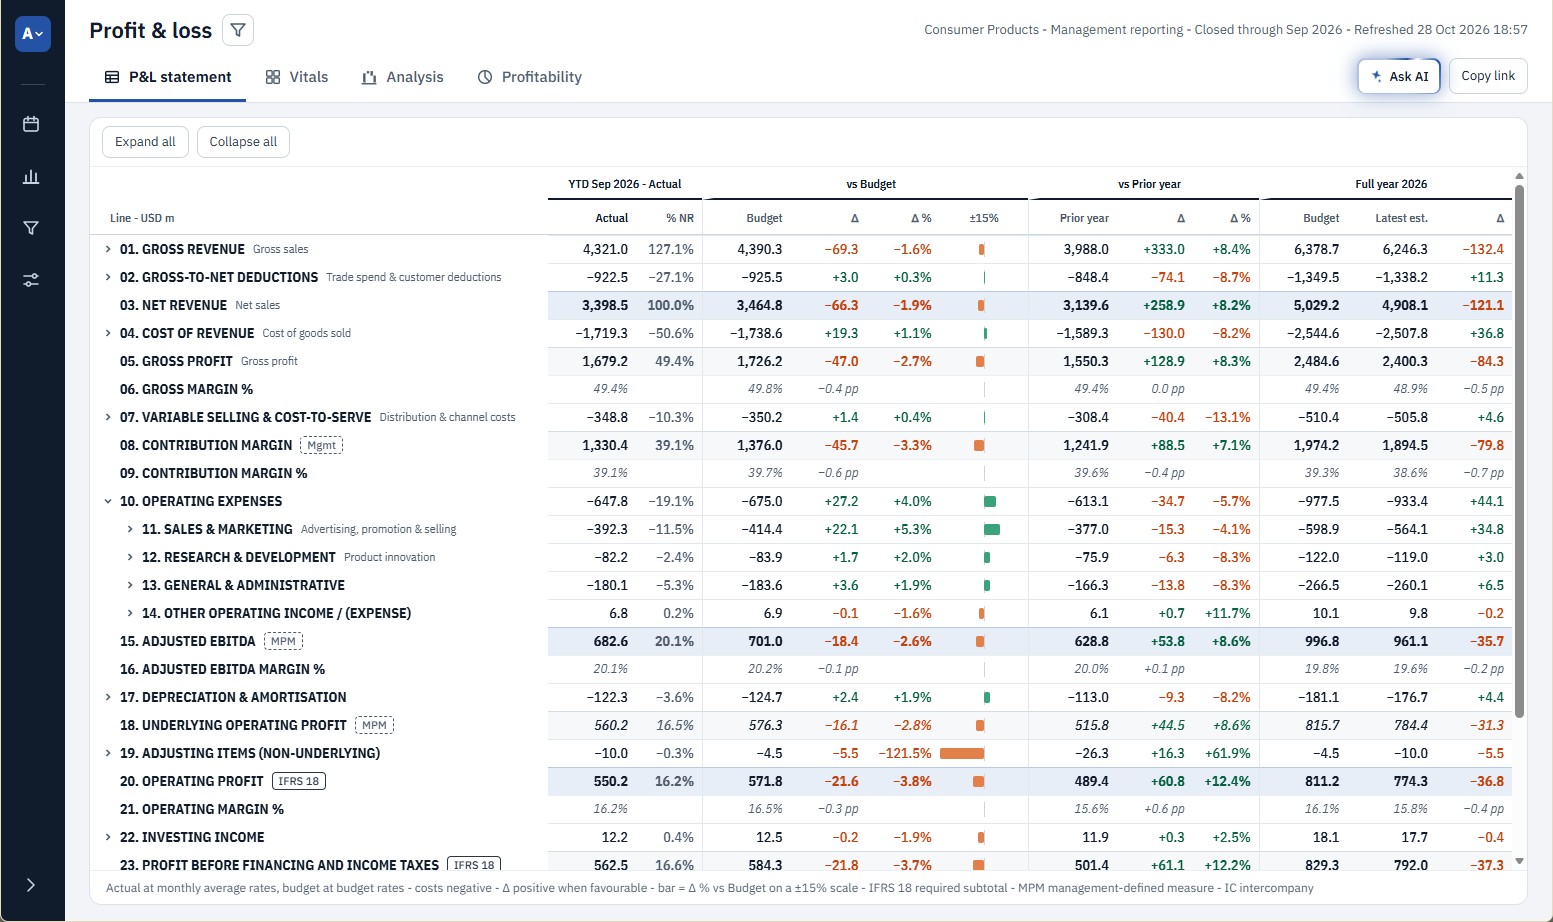 A
Profit & loss
Consumer Products - Management reporting - Closed through Sep 2026 - Refreshed 28 Oct 2026 18:57
P&L statement Vitals Analysis Profitability
Ask AI Copy link
Expand all Collapse all
YTD Sep 2026 - Actual vs Budget vs Prior year Full year 2026
Line - USD m Actual % NR Budget Δ Δ % ±15% Prior year Δ Δ % Budget Latest est. Δ
01. GROSS REVENUE Gross sales 4,321.0 127.1% 4,390.3 −69.3 −1.6% 3,988.0 +333.0 +8.4% 6,378.7 6,246.3 −132.4
02. GROSS-TO-NET DEDUCTIONS Trade spend & customer deductions −922.5 −27.1% −925.5 +3.0 +0.3% −848.4 −74.1 −8.7% −1,349.5 −1,338.2 +11.3
03. NET REVENUE Net sales 3,398.5 100.0% 3,464.8 −66.3 −1.9% 3,139.6 +258.9 +8.2% 5,029.2 4,908.1 −121.1
04. COST OF REVENUE Cost of goods sold −1,719.3 −50.6% −1,738.6 +19.3 +1.1% −1,589.3 −130.0 −8.2% −2,544.6 −2,507.8 +36.8
05. GROSS PROFIT Gross profit 1,679.2 49.4% 1,726.2 −47.0 −2.7% 1,550.3 +128.9 +8.3% 2,484.6 2,400.3 −84.3
06. GROSS MARGIN % 49.4% 49.8% −0.4 pp 49.4% 0.0 pp 49.4% 48.9% −0.5 pp
07. VARIABLE SELLING & COST-TO-SERVE Distribution & channel costs −348.8 −10.3% −350.2 +1.4 +0.4% −308.4 −40.4 −13.1% −510.4 −505.8 +4.6
08. CONTRIBUTION MARGIN Mgmt 1,330.4 39.1% 1,376.0 −45.7 −3.3% 1,241.9 +88.5 +7.1% 1,974.2 1,894.5 −79.8
09. CONTRIBUTION MARGIN % 39.1% 39.7% −0.6 pp 39.6% −0.4 pp 39.3% 38.6% −0.7 pp
10. OPERATING EXPENSES −647.8 −19.1% −675.0 +27.2 +4.0% −613.1 −34.7 −5.7% −977.5 −933.4 +44.1
11. SALES & MARKETING Advertising, promotion & selling −392.3 −11.5% −414.4 +22.1 +5.3% −377.0 −15.3 −4.1% −598.9 −564.1 +34.8
12. RESEARCH & DEVELOPMENT Product innovation −82.2 −2.4% −83.9 +1.7 +2.0% −75.9 −6.3 −8.3% −122.0 −119.0 +3.0
13. GENERAL & ADMINISTRATIVE −180.1 −5.3% −183.6 +3.6 +1.9% −166.3 −13.8 −8.3% −266.5 −260.1 +6.5
14. OTHER OPERATING INCOME / (EXPENSE) 6.8 0.2% 6.9 −0.1 −1.6% 6.1 +0.7 +11.7% 10.1 9.8 −0.2
15. ADJUSTED EBITDA MPM 682.6 20.1% 701.0 −18.4 −2.6% 628.8 +53.8 +8.6% 996.8 961.1 −35.7
16. ADJUSTED EBITDA MARGIN % 20.1% 20.2% −0.1 pp 20.0% +0.1 pp 19.8% 19.6% −0.2 pp
17. DEPRECIATION & AMORTISATION −122.3 −3.6% −124.7 +2.4 +1.9% −113.0 −9.3 −8.2% −181.1 −176.7 +4.4
18. UNDERLYING OPERATING PROFIT MPM 560.2 16.5% 576.3 −16.1 −2.8% 515.8 +44.5 +8.6% 815.7 784.4 −31.3
19. ADJUSTING ITEMS (NON-UNDERLYING) −10.0 −0.3% −4.5 −5.5 −121.5% −26.3 +16.3 +61.9% −4.5 −10.0 −5.5
20. OPERATING PROFIT IFRS 18 550.2 16.2% 571.8 −21.6 −3.8% 489.4 +60.8 +12.4% 811.2 774.3 −36.8
21. OPERATING MARGIN % 16.2% 16.5% −0.3 pp 15.6% +0.6 pp 16.1% 15.8% −0.4 pp
22. INVESTING INCOME 12.2 0.4% 12.5 −0.2 −1.9% 11.9 +0.3 +2.5% 18.1 17.7 −0.4
23. PROFIT BEFORE FINANCING AND INCOME TAXES IFRS 18 562.5 16.6% 584.3 −21.8 −3.7% 501.4 +61.1 +12.2% 829.3 792.0 −37.3
Actual at monthly average rates, budget at budget rates - costs negative - Δ positive when favourable - bar = Δ % vs Budget on a ±15% scale - IFRS 18 required subtotal - MPM management-defined measure - IC intercompany